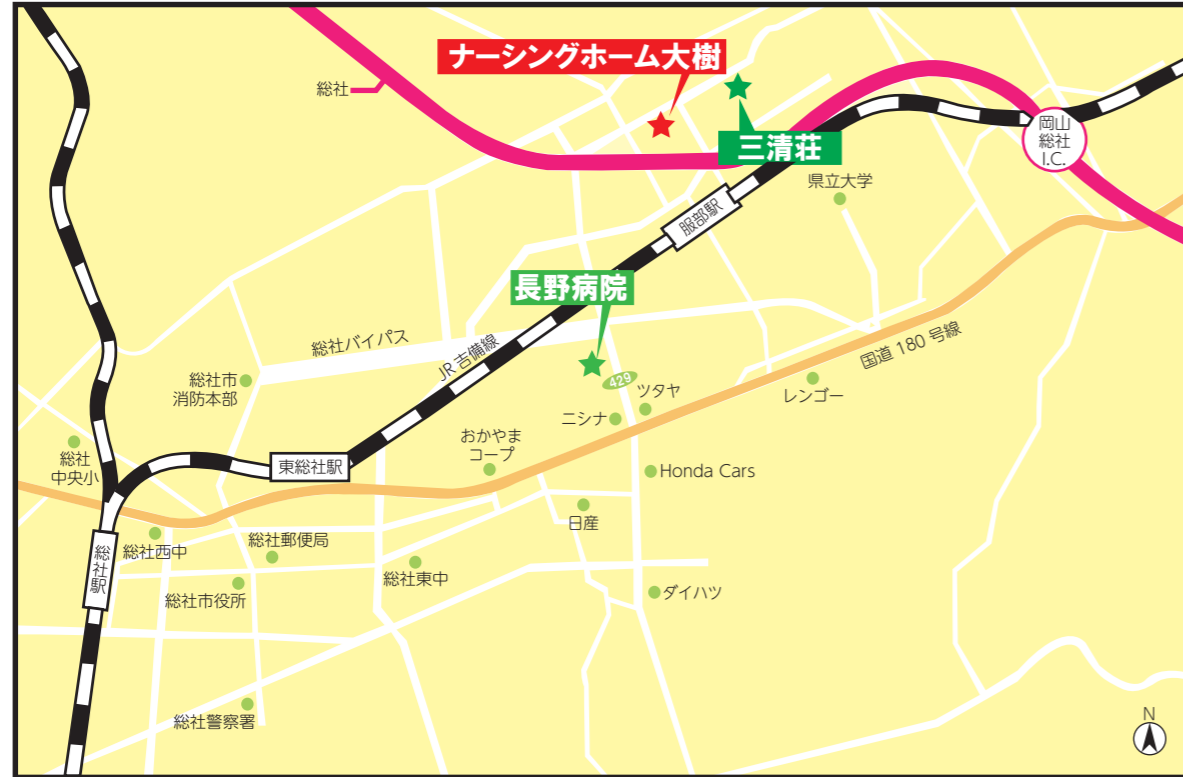 ナーシングホーム大樹
総社
三清荘
岡山
総社
I.C.
県立大学
服部駅
長野病院
総社バイパス
JR吉備線
国道 180 号線
総社市
消防本部
429
ツタヤ
レンゴー
ニシナ
おかやま
コープ
総社
中央小
東総社駅
Honda Cars
日産
総社駅
総社西中
総社郵便局
総社東中
総社市役所
ダイハツ
総社警察署
N